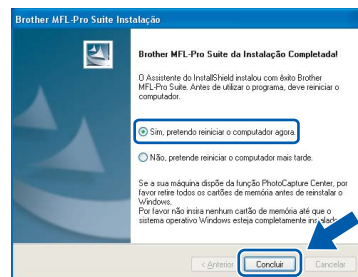 Brother MFL-Pro Suite Instalação
Brother MFL-Pro Suite da Instalação Completada!
O Assistente do InstallShield instalou com êxito Brother
MFL-Pro Suite. Antes de utilizar o programa, deve reiniciar o
computador.
Sim, pretendo reiniciar o computador agora.
Não, pretende reiniciar o computador mais tarde.
Se a sua máquina dispõe da função PhotoCapture Center, por
favor retire todos os cartões de memória antes de reinstalar o
Windows.
Por favor não insira nenhum cartão de memória até que o
sistema operativo Windows esteja completamente
< Anterior
Concluir
Cancelar